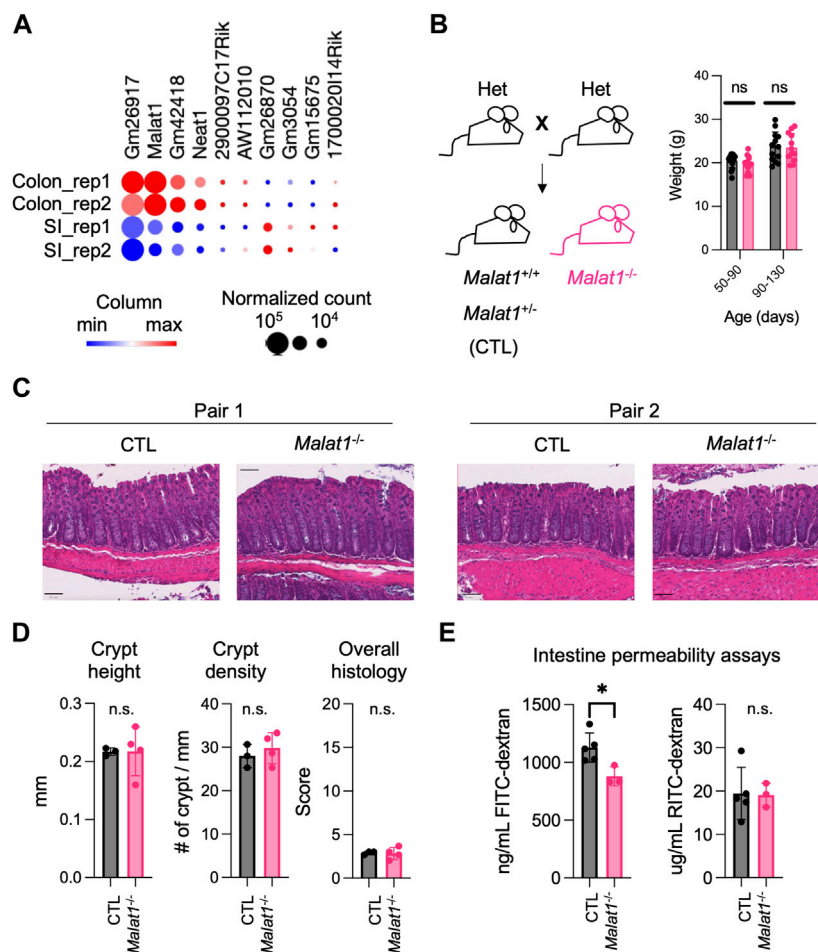 A
Gm26917
Malat1
Gm42418
Neat1
2900097C17Rik
AW112010
Gm26870
Gm3054
Gm15675
1700020I14Rik
Colon_rep1
Colon_rep2
SI_rep1
SI_rep2
Column
min max
Normalized count
10⁵ 10⁴
B
Het Het
X
Malat1+/+
Malat1+/-
(CTL)
Malat1-/-
Weight (g)
40
30
20
10
0
ns ns
50-90
90-130
Age (days)
C
Pair 1 Pair 2
CTL Malat1-/- CTL Malat1-/-
D
Crypt
height
n.s.
mm
0.3
0.2
0.1
0.0
CTL
Malat1-/-
Crypt
density
n.s.
# of crypt / mm
40
30
20
10
0
CTL
Malat1-/-
Overall
histology
n.s.
Score
20
15
10
5
0
CTL
Malat1-/-
E
Intestine permeability assays
*
ng/mL FITC-dextran
1500
1000
500
0
CTL
Malat1-/-
n.s.
ug/mL RITC-dextran
40
30
20
10
0
CTL
Malat1-/-